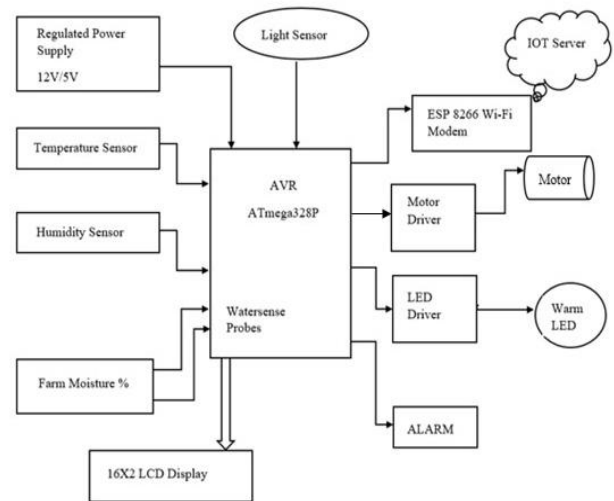 Regulated Power
Supply
12V/5V
Light Sensor
IOT Server
ESP 8266 Wi-Fi
Modem
Temperature Sensor
AVR
ATmega328P
Motor
Driver
Motor
Humidity Sensor
LED
Driver
Warm
LED
Watersense
Probes
Farm Moisture %
ALARM
16X2 LCD Display